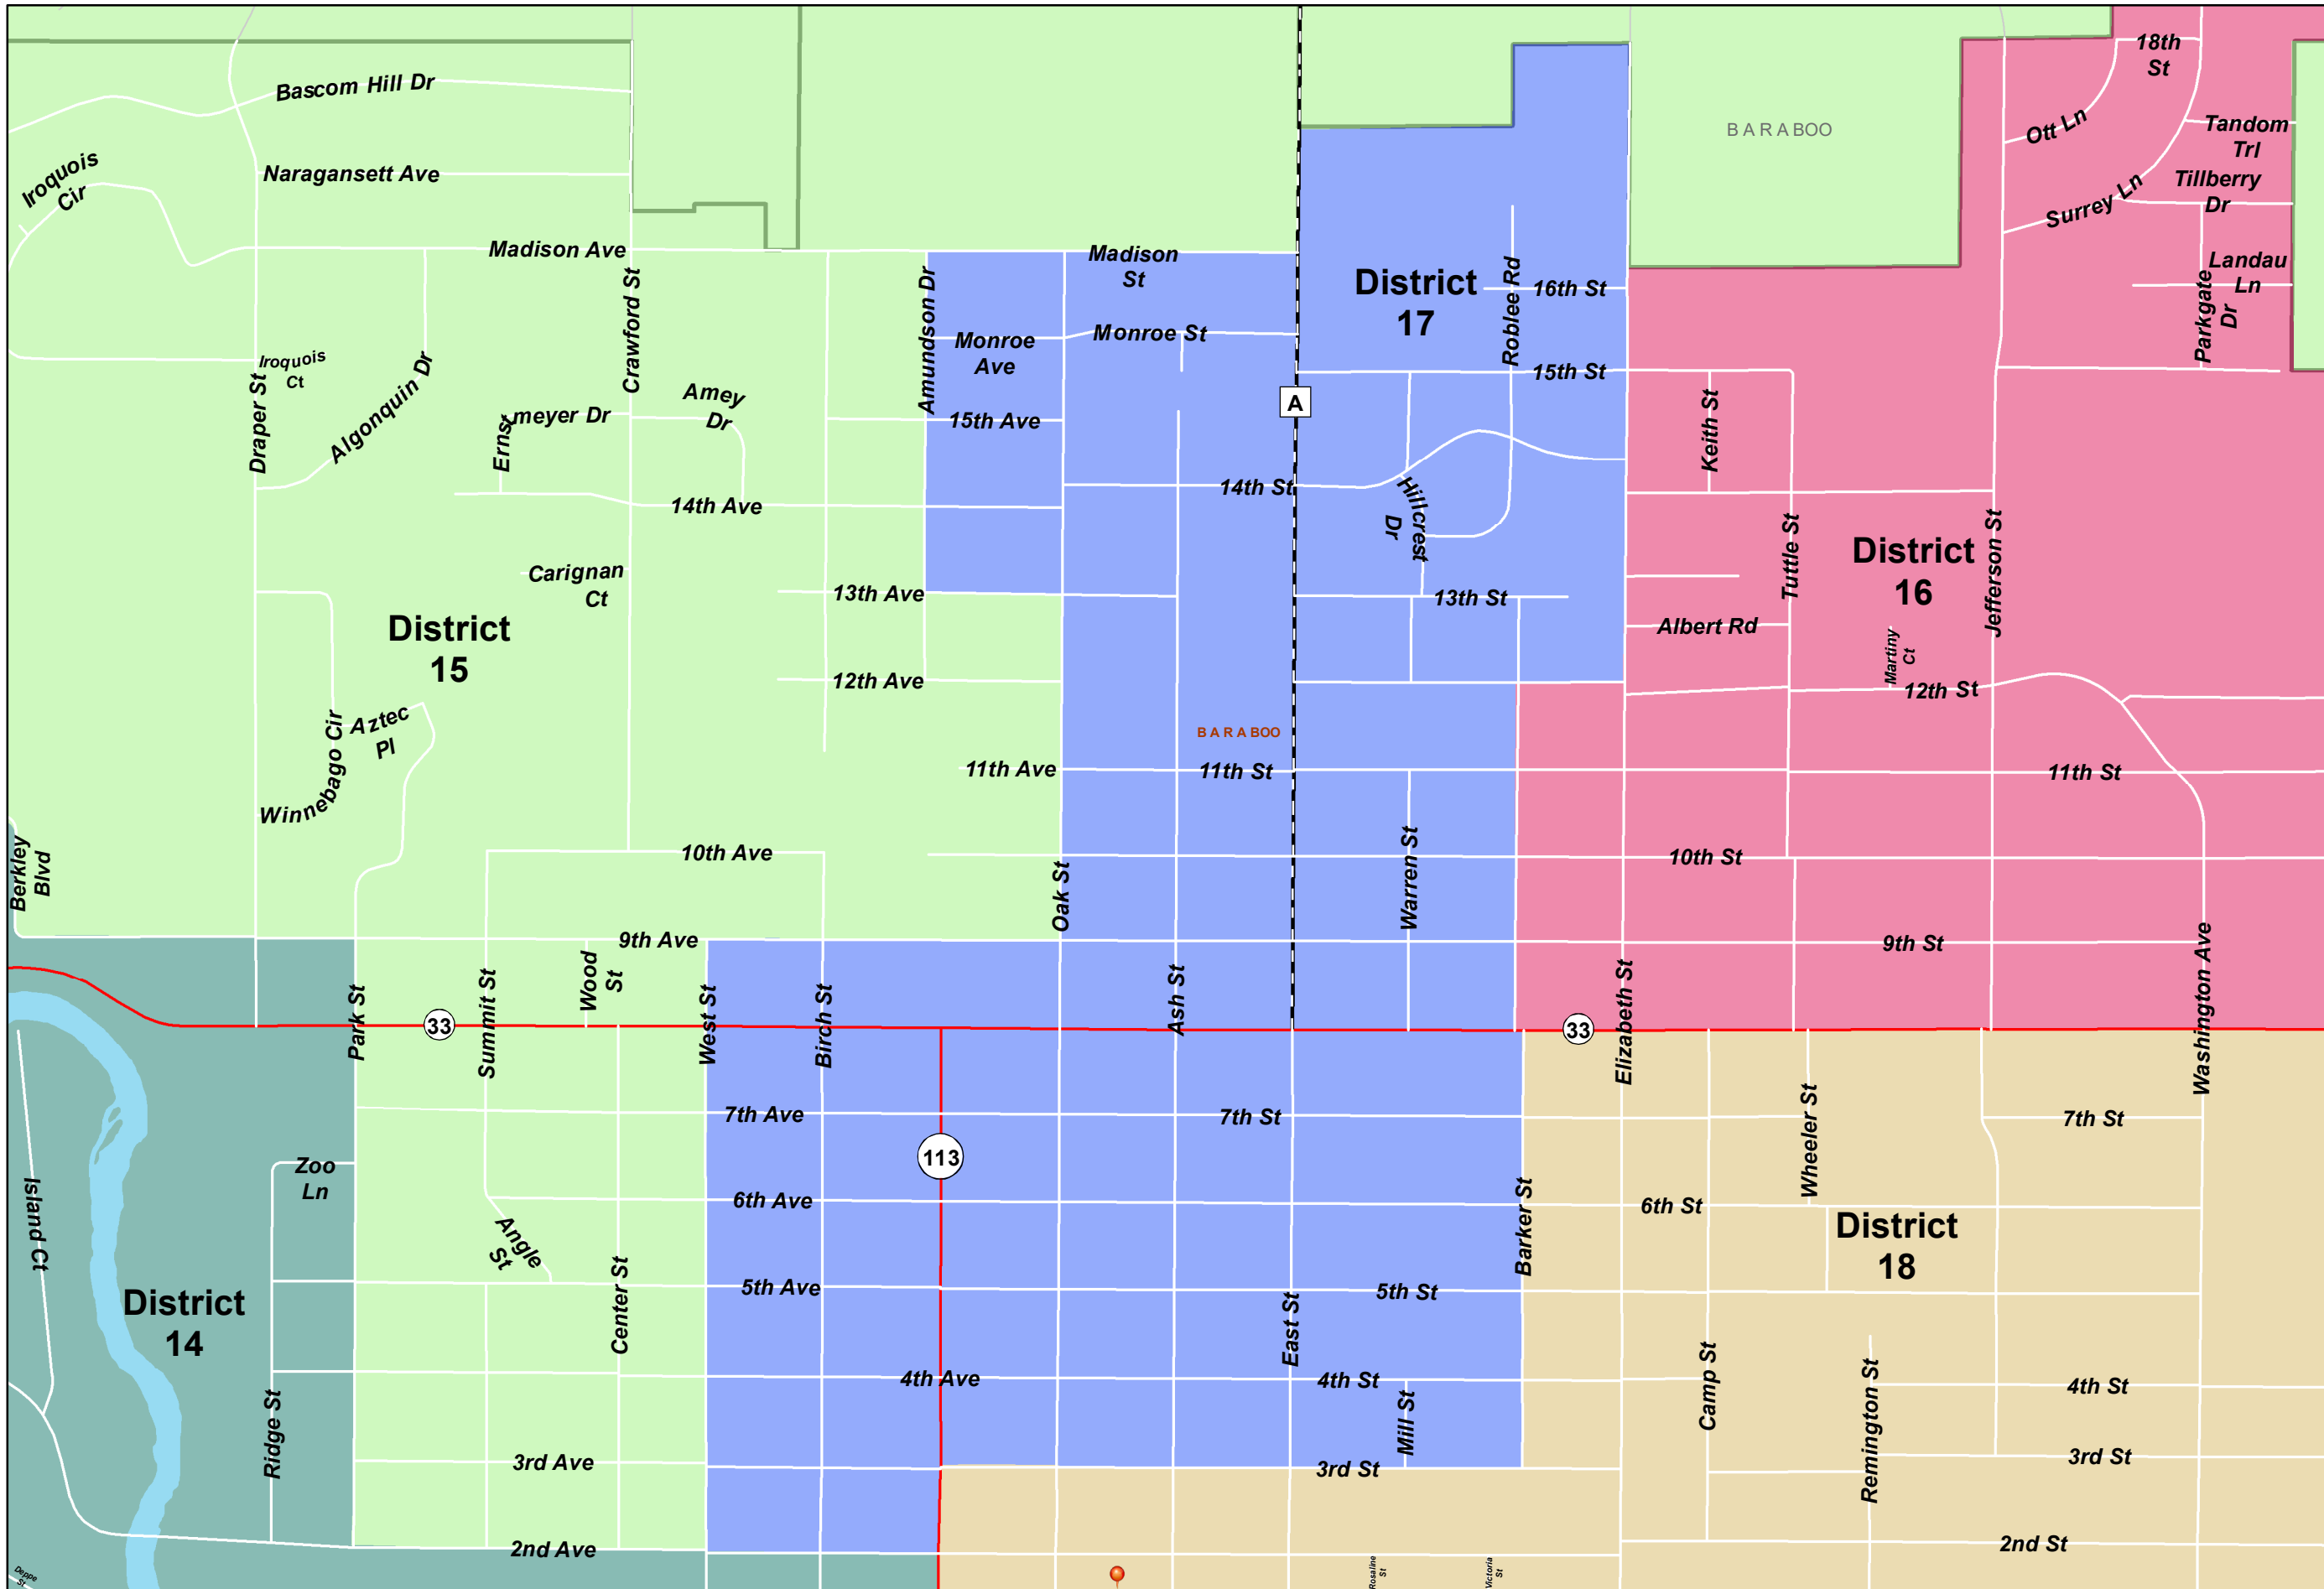 18th
St
Bascom Hill Dr
Ott Ln
Tandom
Trl
BARABOO
Iroquois
Cir
Naragansett Ave
Tillberry
Dr
Surrey Ln
Madison Ave
Madison
St
Landau
Ln
District
17
Roblee Rd
16th St
Parkgate
Dr
Crawford St
Amundson Dr
Monroe
Ave
Monroe St
Iroquois
Ct
Draper St
Algonquin Dr
15th St
Amey
Dr
A
Ernst
meyer Dr
15th Ave
Keith St
14th St
14th Ave
Hillcrest
Dr
Tuttle St
Jefferson St
District
16
Carignan
Ct
13th Ave
13th St
District
15
Albert Rd
Martiny
Ct
12th Ave
12th St
Winnebago Cir
Aztec
Pl
BARABOO
11th Ave
11th St
11th St
Berkley
Blvd
10th Ave
Oak St
Warren St
10th St
9th Ave
9th St
Wood
St
Park St
Summit St
West St
Birch St
Ash St
Elizabeth St
Washington Ave
33
33
7th Ave
7th St
Wheeler St
7th St
113
Zoo
Ln
Island Ct
6th Ave
6th St
Barker St
Angle
St
District
18
Center St
5th Ave
5th St
District
14
East St
4th Ave
4th St
4th St
Ridge St
Mill St
Camp St
Remington St
3rd Ave
3rd St
3rd St
2nd Ave
2nd St
Deppe
St
Rosaline
St
Victoria
St